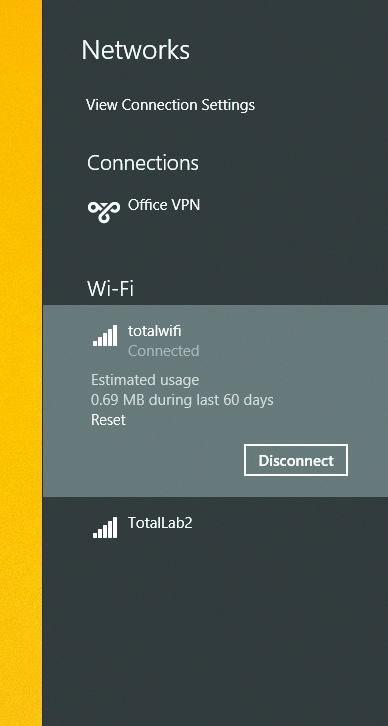 Networks
View Connection Settings
Connections
Office VPN
Wi-Fi
totalwifi
Connected
Estimated usage
0.69 MB during last 60 days
Reset
Disconnect
TotalLab2